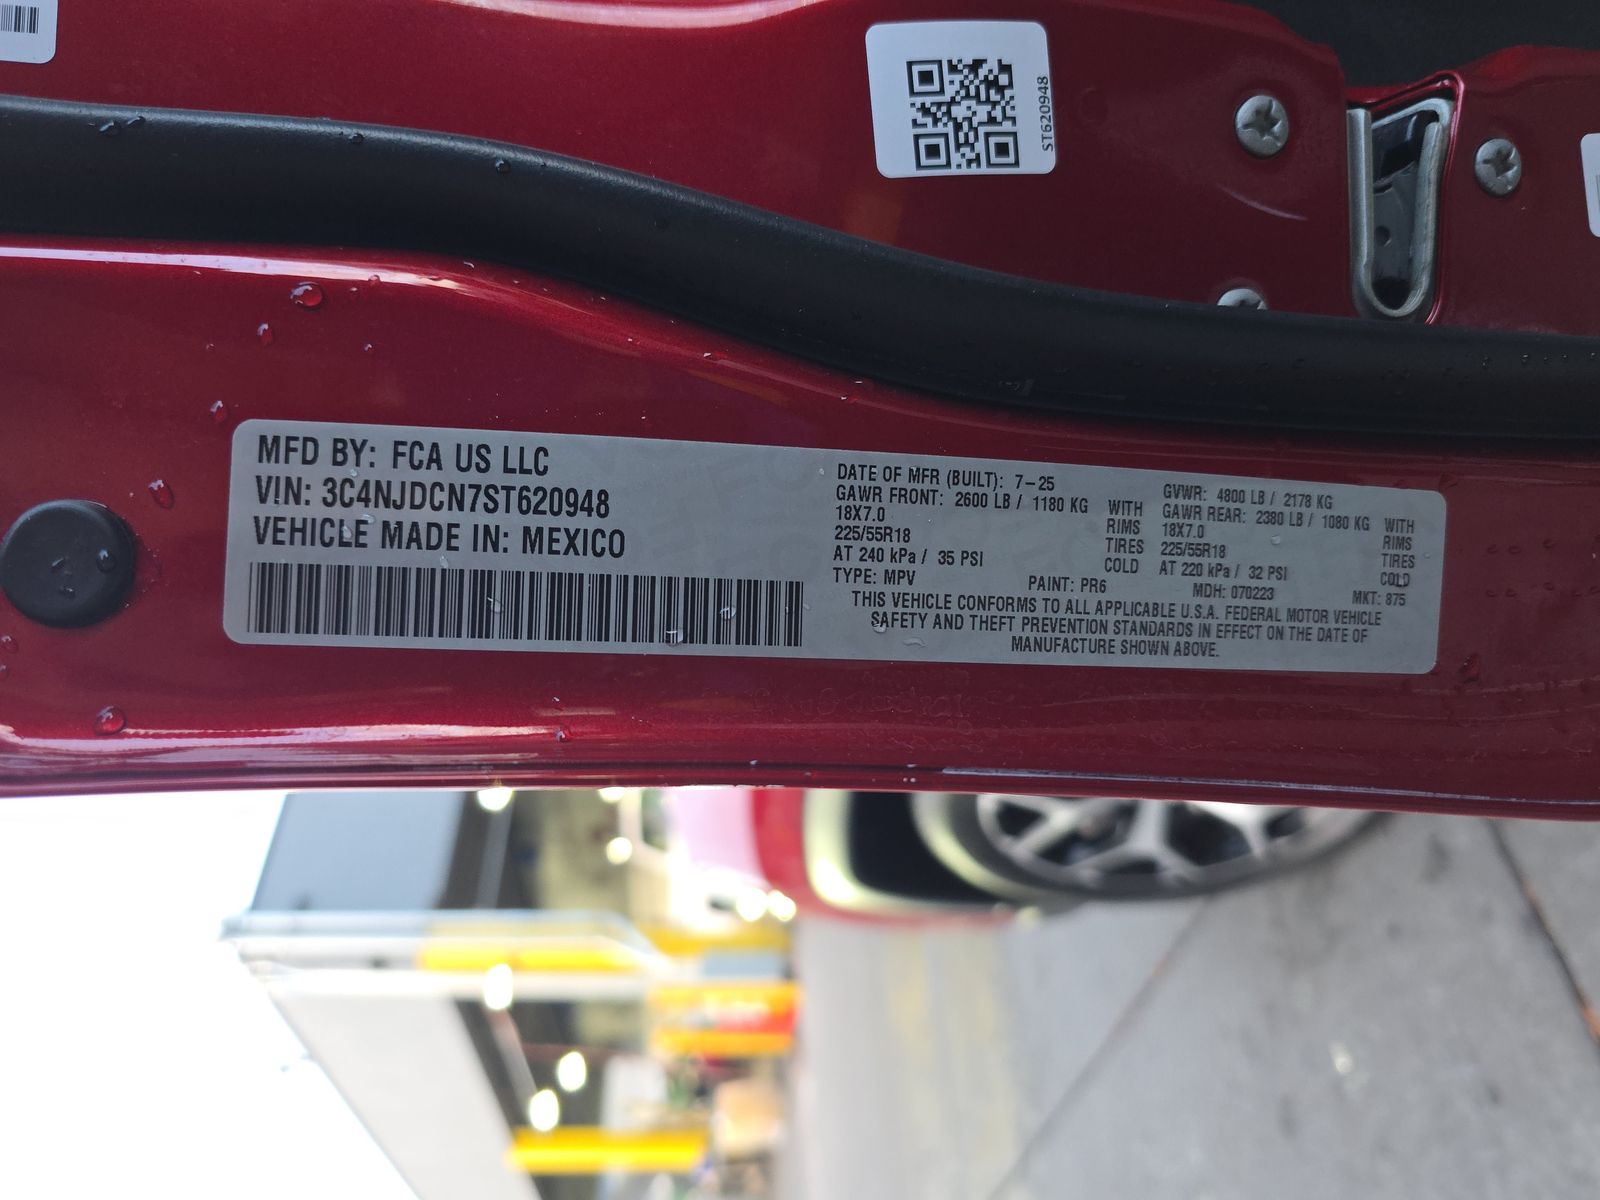 ST620948
MFD BY: FCA US LLC
VIN: 3C4NJDCN7ST620948
VEHICLE MADE IN: MEXICO
DATE OF MFR (BUILT): 7-25
GAWR FRONT: 2600 LB / 1180 KG WITH
18X7.0 RIMS
225/55R18 TIRES
AT 240 kPa / 35 PSI COLD
GVWR: 4800 LB / 2178 KG
GAWR REAR: 2380 LB / 1080 KG WITH
18X7.0 RIMS
225/55R18 TIRES
AT 220 kPa / 32 PSI COLD
TYPE: MPV PAINT: PR6 MDH: 070223 MKT: 875
THIS VEHICLE CONFORMS TO ALL APPLICABLE U.S.A. FEDERAL MOTOR VEHICLE
SAFETY AND THEFT PREVENTION STANDARDS IN EFFECT ON THE DATE OF
MANUFACTURE SHOWN ABOVE.